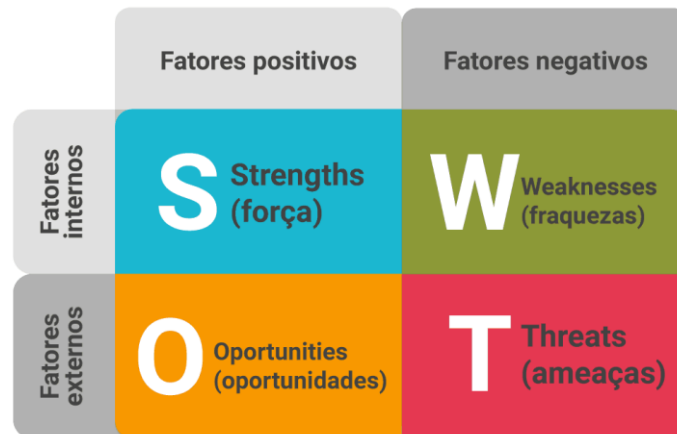 Fatores positivos
Fatores negativos
Fatores
internos
S
Strengths
(força)
W
Weaknesses
(fraquezas)
Fatores
externos
O
Oportunities
(oportunidades)
T
Threats
(ameaças)